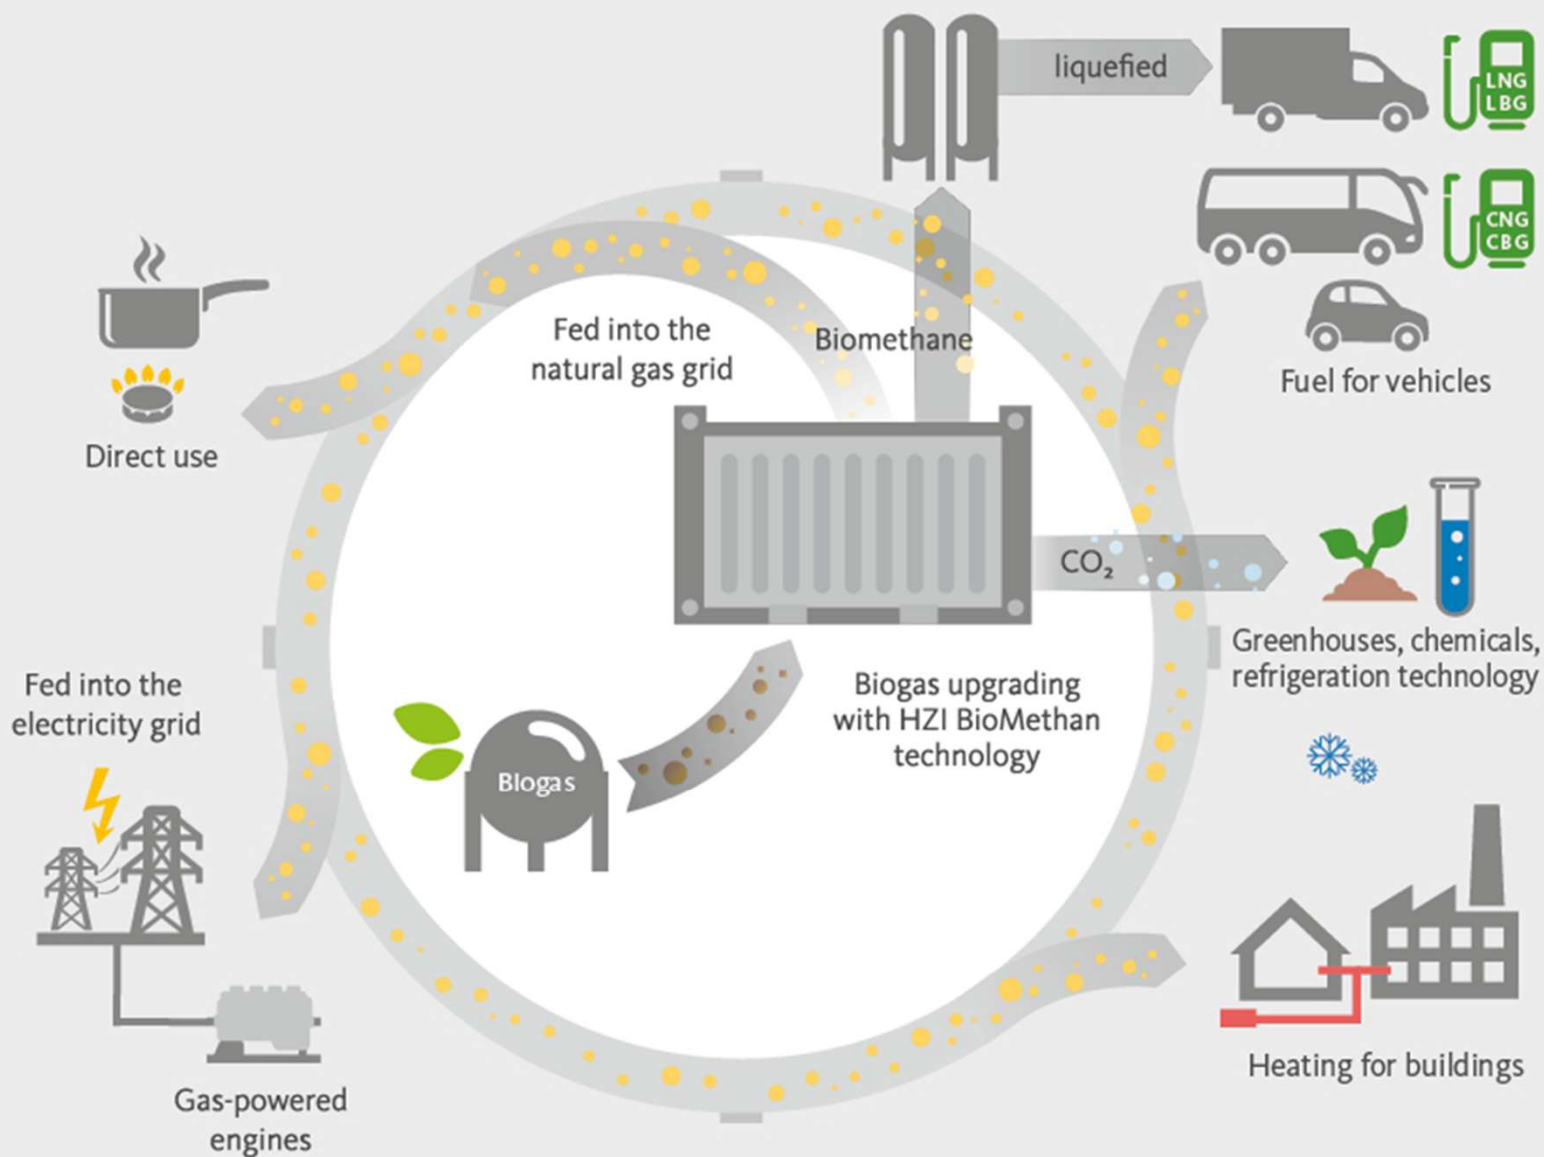 liquefied
LNG
LBG
CNG
CBG
Fuel for vehicles
Fed into the
natural gas grid
Biomethane
Direct use
CO₂
Greenhouses, chemicals,
refrigeration technology
Fed into the
electricity grid
Biogas upgrading
with HZI BioMethan
technology
Biogas
Heating for buildings
Gas-powered
engines